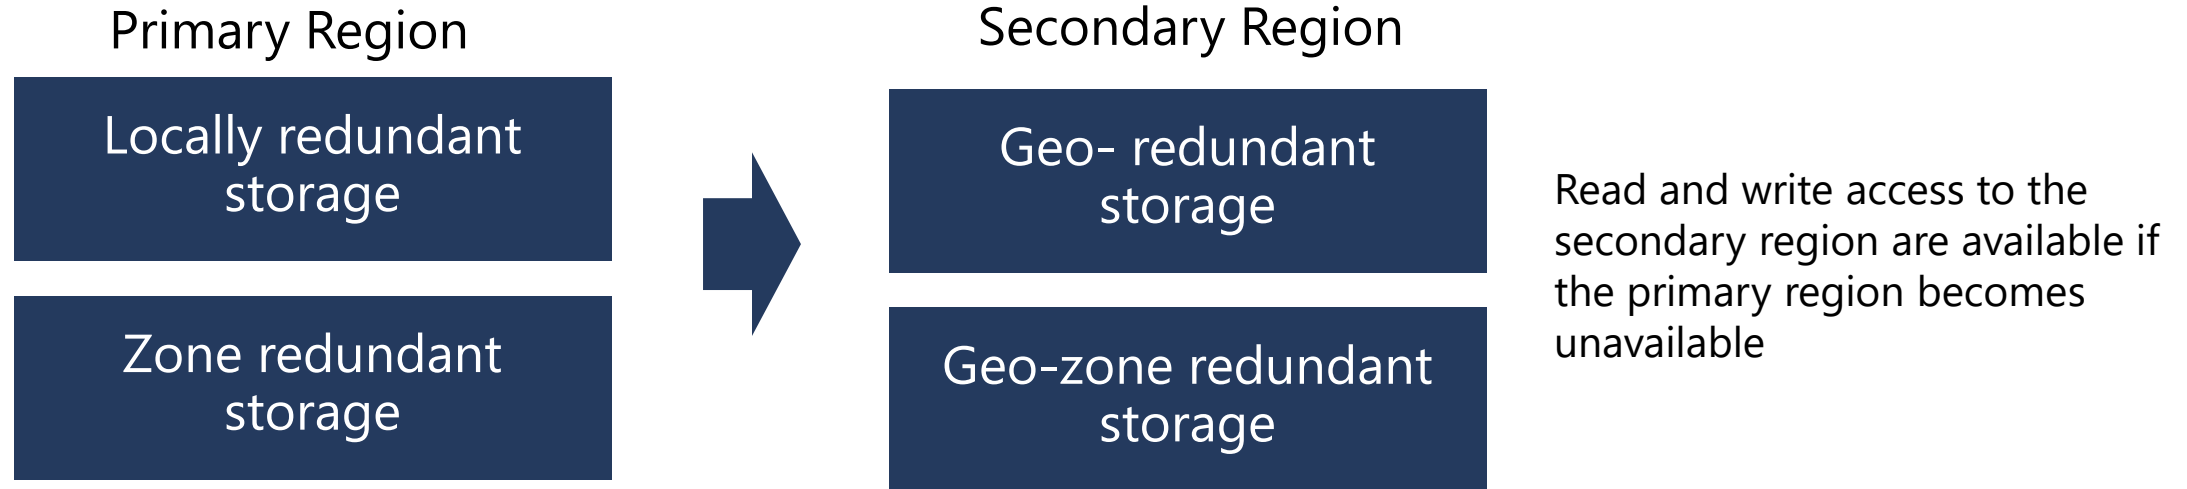 Primary Region
Locally redundant
storage
Zone redundant
storage
Secondary Region
Geo- redundant
storage
Geo-zone redundant
storage
Read and write access to the
secondary region are available if
the primary region becomes
unavailable